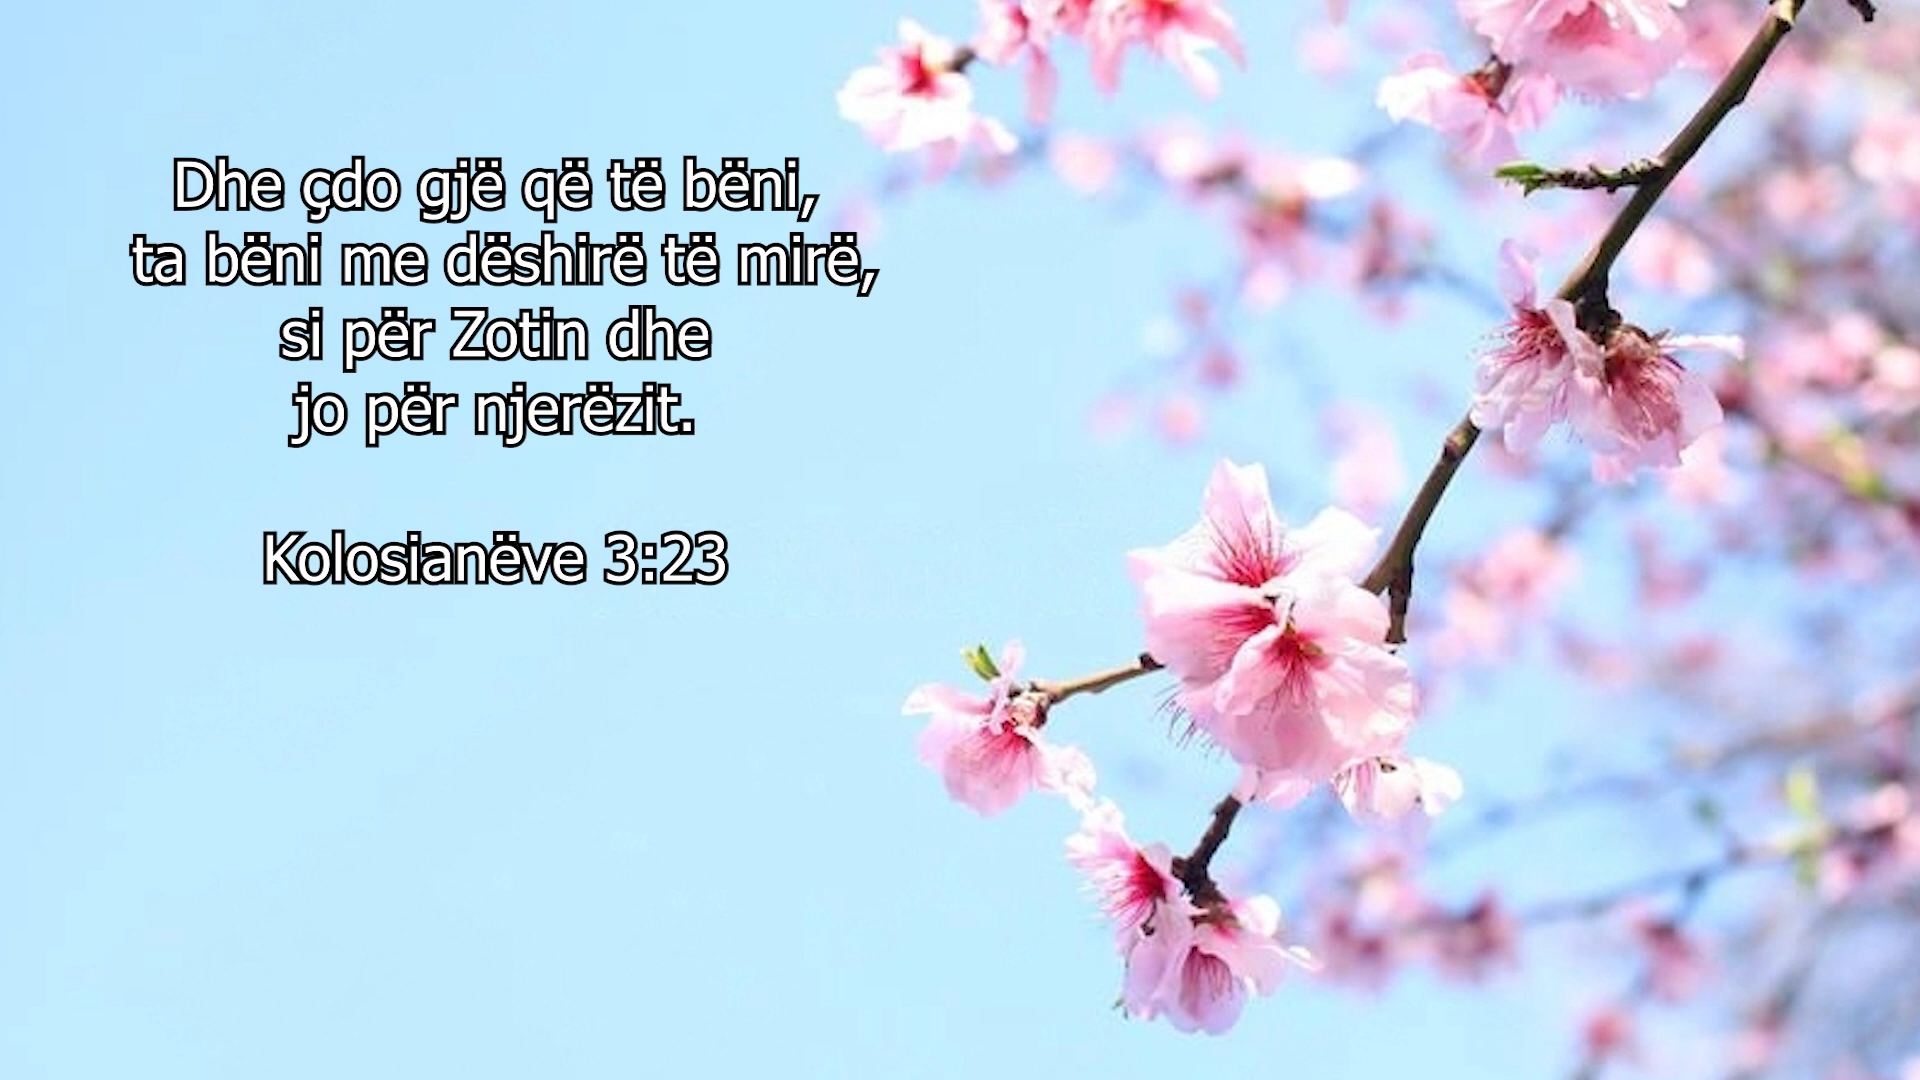 Dhe çdo gjë që të bëni,
ta bëni me dëshirë të mirë,
si për Zotin dhe
jo për njerëzit.
Kolosianëve 3:23